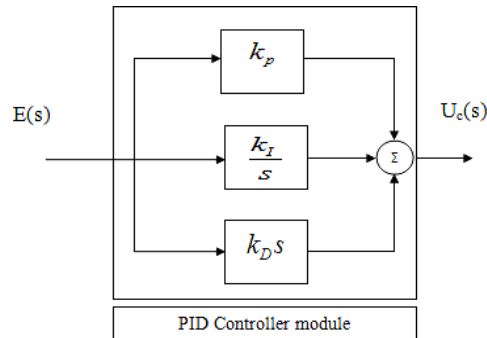 k_p
E(s)
U_c(s)
k_I
s
Σ
k_D s
PID Controller module